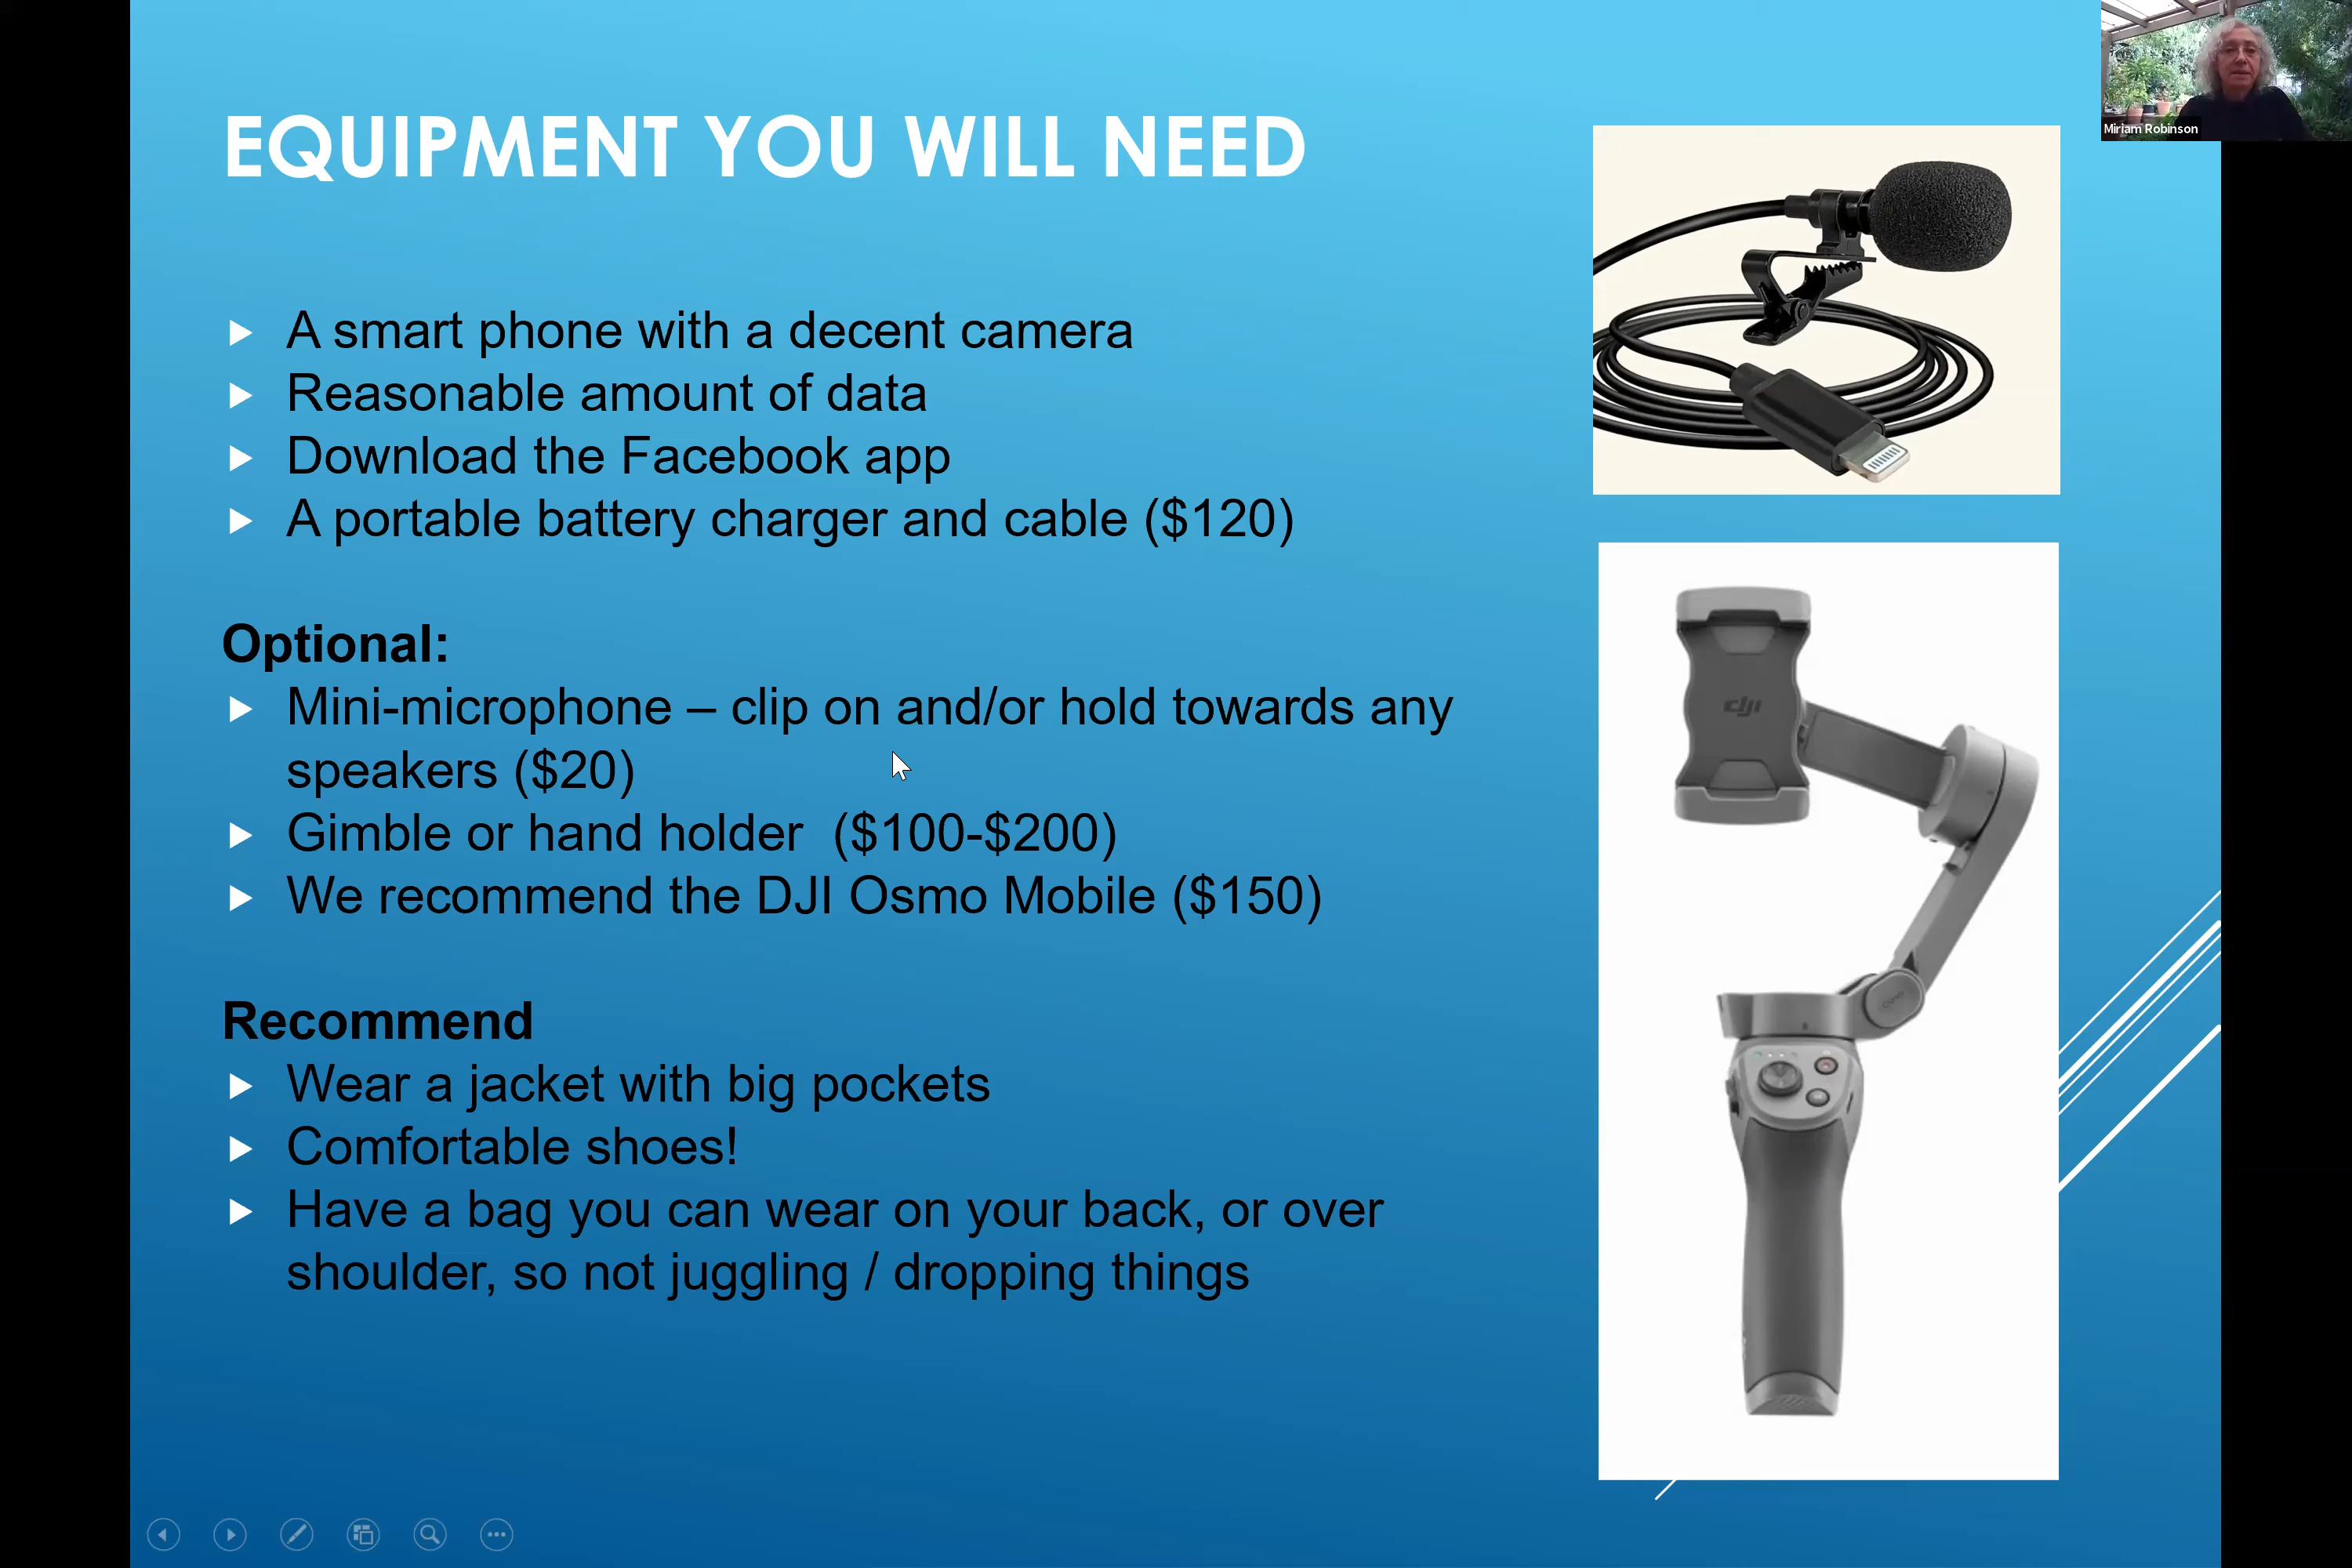 EQUIPMENT YOU WILL NEED
Miriam Robinson
A smart phone with a decent camera
Reasonable amount of data
Download the Facebook app
A portable battery charger and cable ($120)
Optional:
Mini-microphone – clip on and/or hold towards any
speakers ($20)
Gimble or hand holder  ($100-$200)
We recommend the DJI Osmo Mobile ($150)
Recommend
Wear a jacket with big pockets
Comfortable shoes!
Have a bag you can wear on your back, or over
shoulder, so not juggling / dropping things
dji